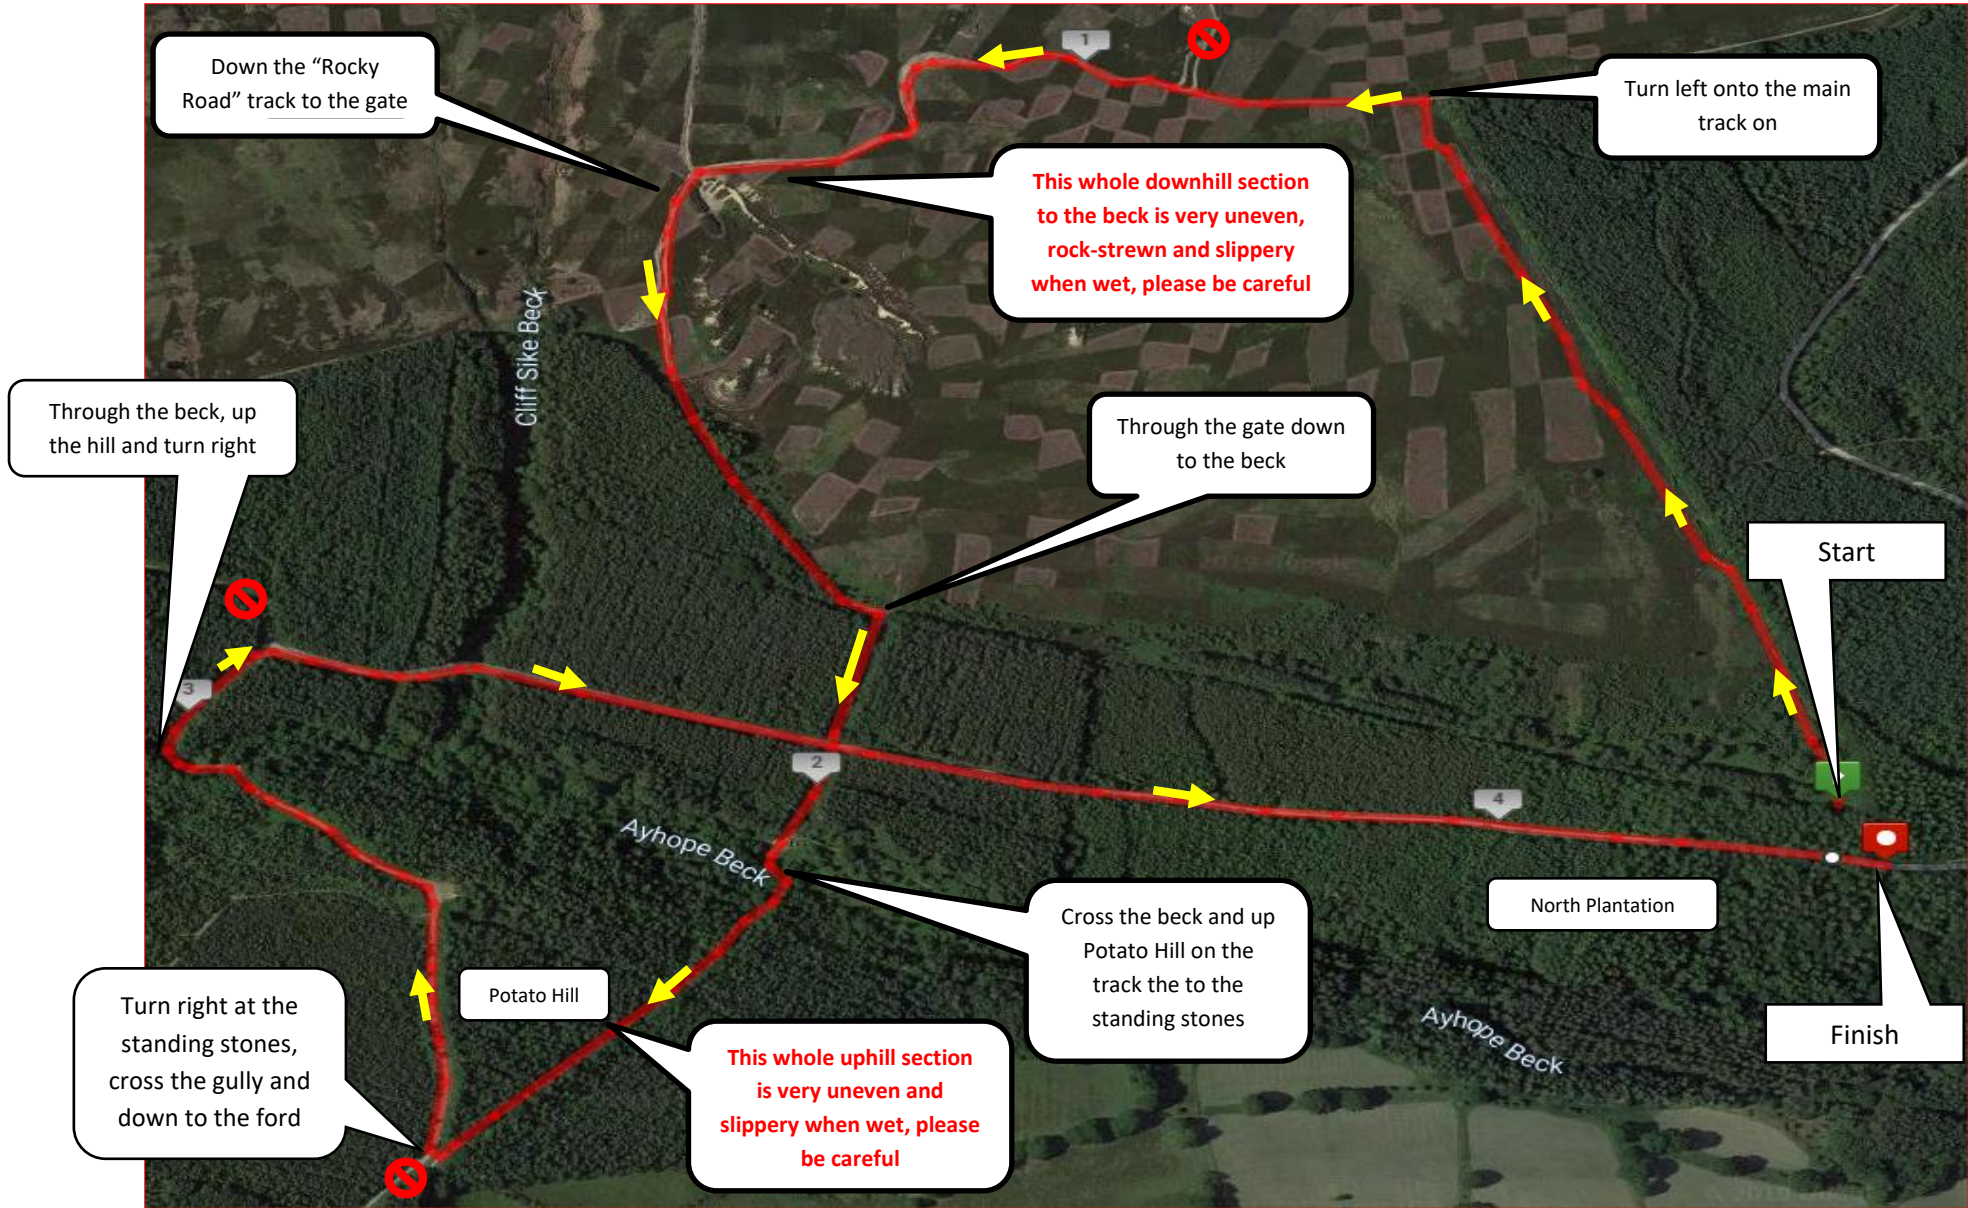 1
Down the “Rocky
Road” track to the gate
Turn left onto the main
track on
This whole downhill section
to the beck is very uneven,
rock-strewn and slippery
when wet, please be careful
Cliff Sike Beck
Through the beck, up
the hill and turn right
Through the gate down
to the beck
Start
3
2
4
Ayhope Beck
North Plantation
Cross the beck and up
Potato Hill on the
track the to the
standing stones
Potato Hill
Turn right at the
standing stones,
cross the gully and
down to the ford
This whole uphill section
is very uneven and
slippery when wet, please
be careful
Ayhope Beck
Finish